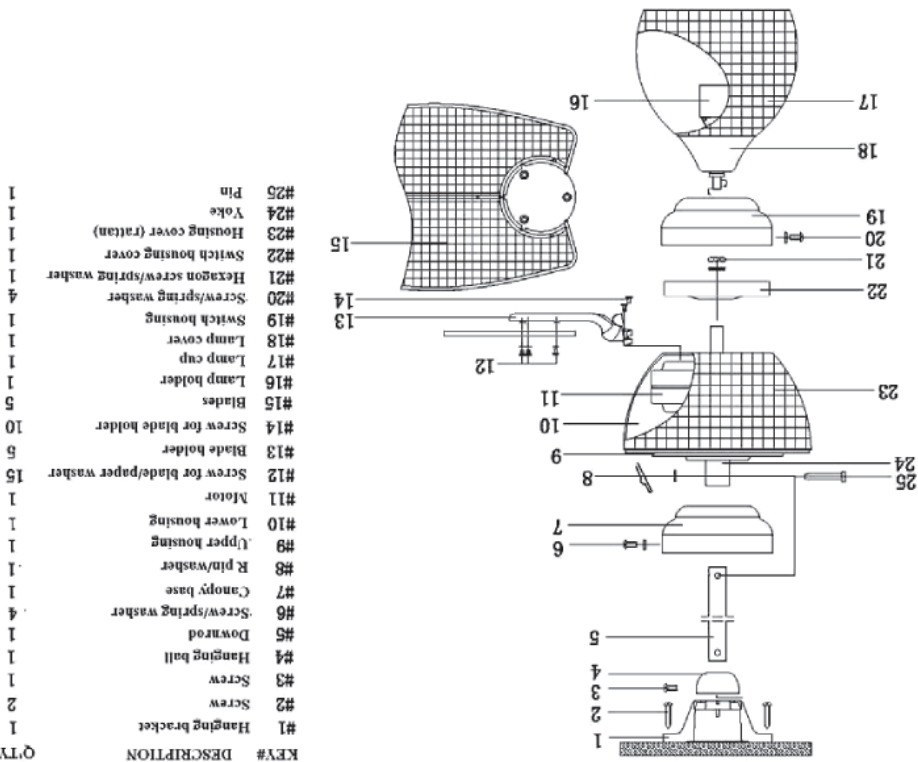 KEY# DESCRIPTION Q'TY
#1 Hanging bracket 1
#2 Screw 2
#3 Screw 1
#4 Hanging ball 1
#5 Downrod 1
#6 Screw/spring washer 4
#7 Canopy base 1
#8 R pin/washer 1
#9 Upper housing 1
#10 Lower housing 1
#11 Motor 1
#12 Screw for blade/paper washer 15
#13 Blade holder 5
#14 Screw for blade holder 10
#15 Blades 5
#16 Lamp holder 1
#17 Lamp cup 1
#18 Lamp cover 1
#19 Switch housing 1
#20 Screw/spring washer 4
#21 Hexagon screw/spring washer 1
#22 Switch housing cover 1
#23 Housing cover (rattan) 1
#24 Yoke 1
#25 Pin 1
1
2
3
4
5
6
7
25
8
24
9
10
23
11
12
13
14
22
21
20
15
19
18
17
16